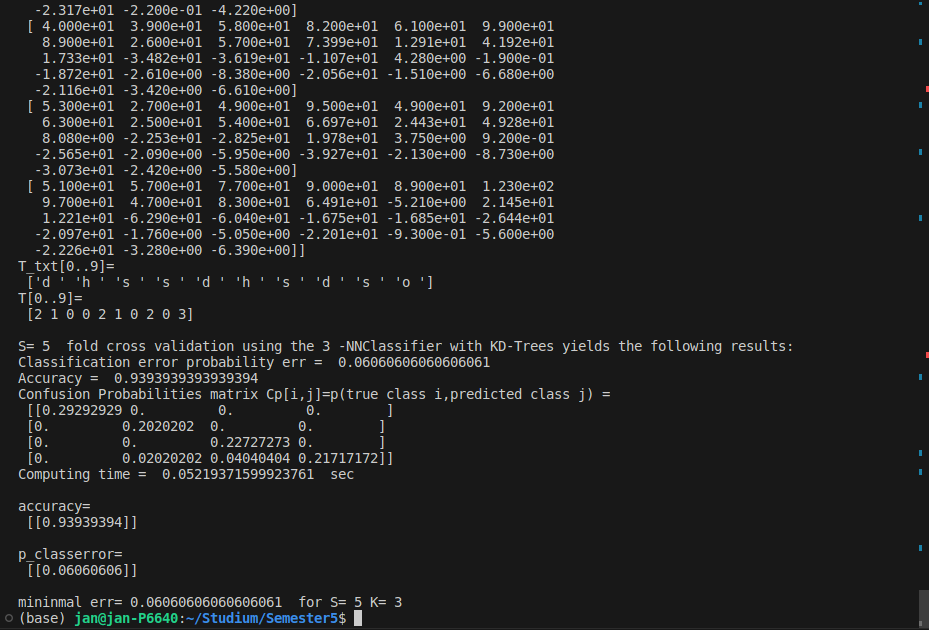 -2.317e+01 -2.200e-01 -4.220e+00]
[ 4.000e+01 3.900e+01 5.800e+01 8.200e+01 6.100e+01 9.900e+01
8.900e+01 2.600e+01 5.700e+01 7.399e+01 1.291e+01 4.192e+01
1.733e+01 -3.482e+01 -3.619e+01 -1.107e+01 4.280e+00 -1.900e-01
-1.872e+01 -2.610e+00 -8.380e+00 -2.056e+01 -1.510e+00 -6.680e+00
-2.116e+01 -3.420e+00 -6.610e+00]
[ 5.300e+01 2.700e+01 4.900e+01 9.500e+01 4.900e+01 9.200e+01
6.300e+01 2.500e+01 5.400e+01 6.697e+01 2.443e+01 4.928e+01
8.080e+00 -2.253e+01 -2.825e+01 1.978e+01 3.750e+00 9.200e-01
-2.565e+01 -2.090e+00 -5.950e+00 -3.927e+01 -2.130e+00 -8.730e+00
-3.073e+01 -2.420e+00 -5.580e+00]
[ 5.100e+01 5.700e+01 7.700e+01 9.000e+01 8.900e+01 1.230e+02
9.700e+01 4.700e+01 8.300e+01 6.491e+01 -5.210e+00 2.145e+01
1.221e+01 -6.290e+01 -6.040e+01 -1.675e+01 -1.685e+01 -2.644e+01
-2.097e+01 -1.760e+00 -5.050e+00 -2.201e+01 -9.300e-01 -5.600e+00
-2.226e+01 -3.280e+00 -6.390e+00]]
T_txt[0..9]=
['d ' 'h ' 's ' 's ' 'd ' 'h ' 's ' 'd ' 's ' 'o ']
T[0..9]=
[2 1 0 0 2 1 0 2 0 3]
S= 5  fold cross validation using the 3 -NNClassifier with KD-Trees yields the following results:
Classification error probability err =  0.06060606060606061
Accuracy =  0.9393939393939394
Confusion Probabilities matrix Cp[i,j]=p(true class i,predicted class j) =
[[0.29292929 0.         0.         0.        ]
[0.         0.2020202  0.         0.        ]
[0.         0.         0.22727273 0.        ]
[0.         0.02020202 0.04040404 0.21717172]]
Computing time =  0.05219371599923761  sec
accuracy=
[[0.93939394]]
p_classerror=
[[0.06060606]]
mininmal err= 0.06060606060606061  for S= 5 K= 3
(base) jan@jan-P6640:~/Studium/Semester5$